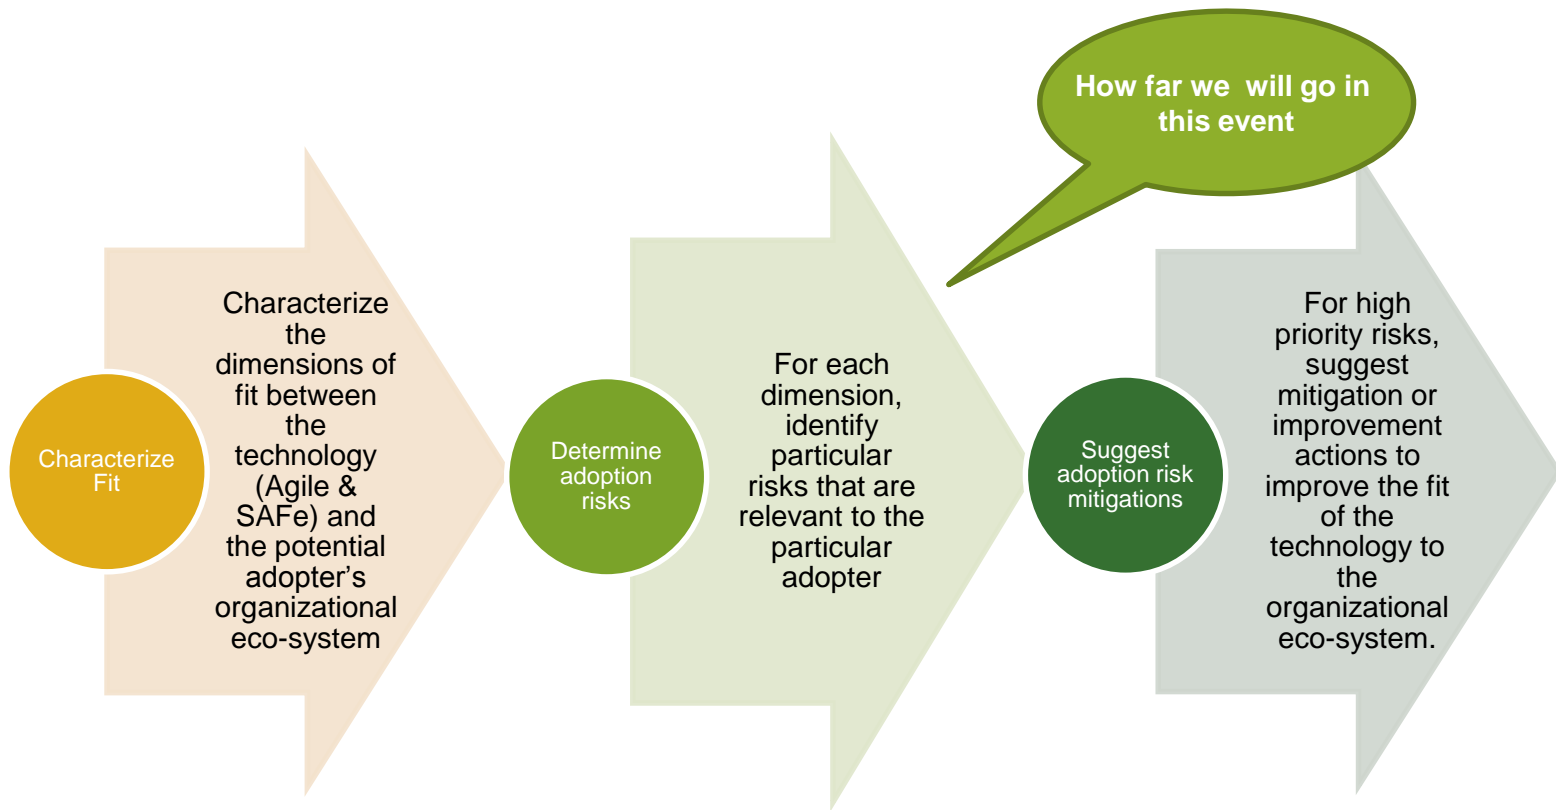 How far we  will go in
this event
Characterize
Fit
Characterize
the
dimensions of
fit between
the
technology
(Agile &
SAFe) and
the potential
adopter’s
organizational
eco-system
Determine
adoption
risks
For each
dimension,
identify
particular
risks that are
relevant to the
particular
adopter
Suggest
adoption risk
mitigations
For high
priority risks,
suggest
mitigation or
improvement
actions to
improve the fit
of the
technology to
the
organizational
eco-system.